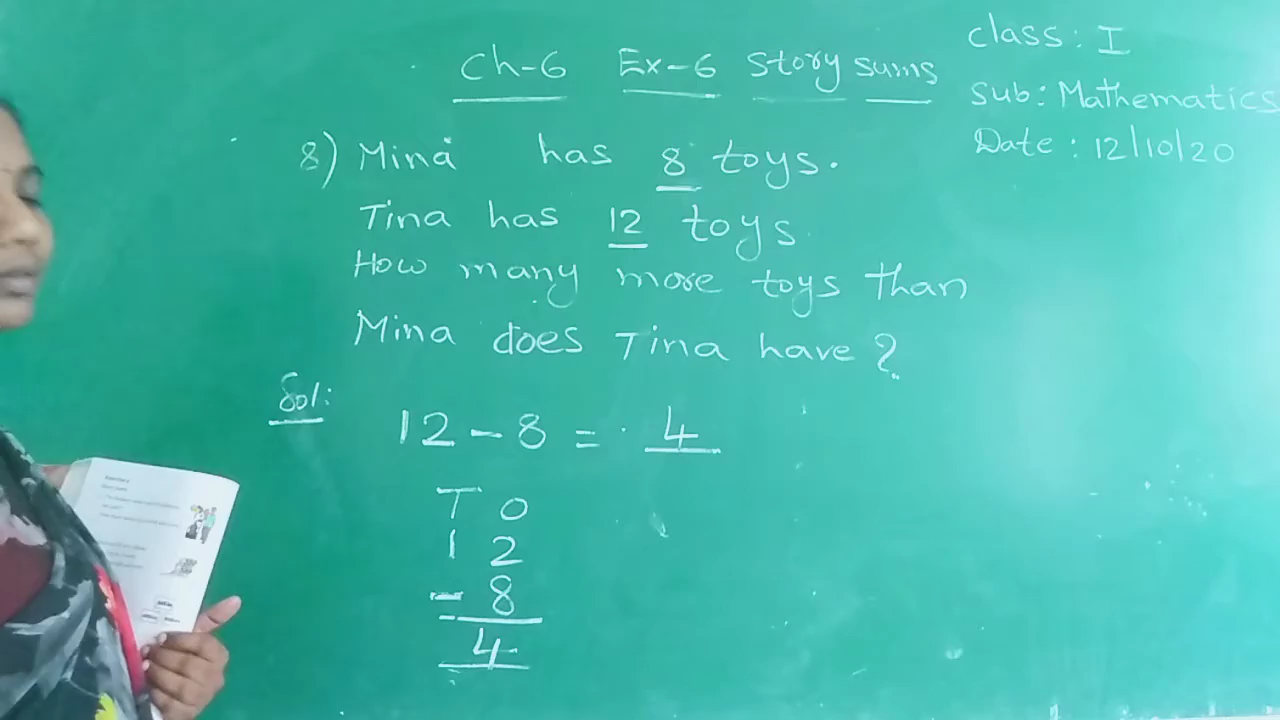 Ch-6 Ex-6 Story sums
class: I
Sub: Mathematics
Date: 12/10/20
8) Mina has 8 toys.
Tina has 12 toys.
How many more toys than
Mina does Tina have?
Sol:
12 - 8 = 4
T O
1 2
- 8
4